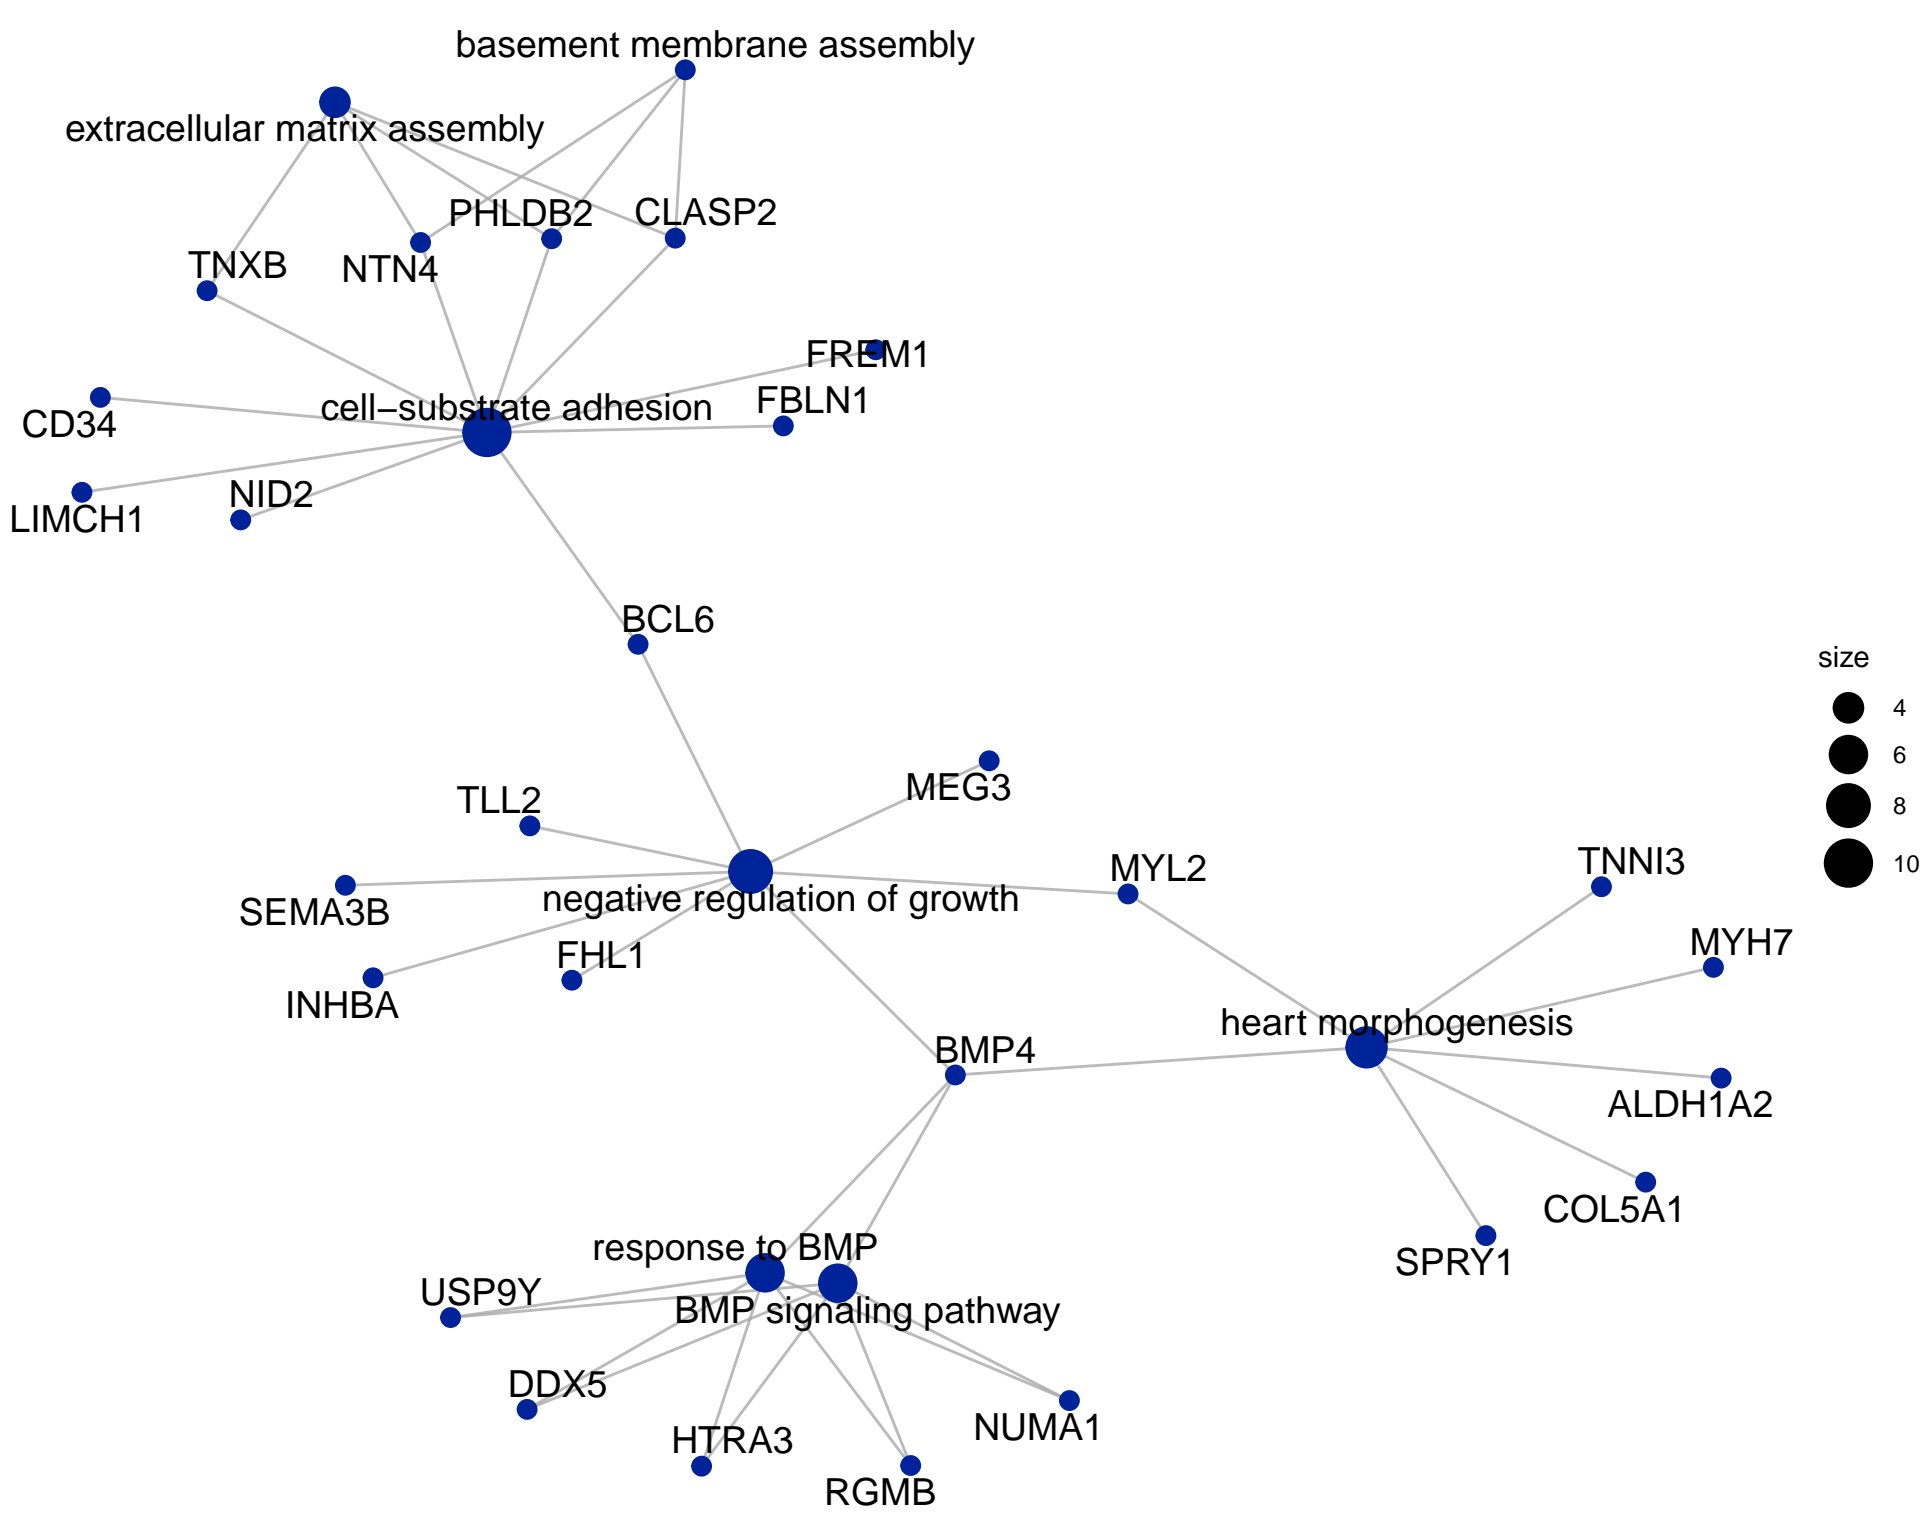 basement membrane assembly
extracellular matrix assembly
PHLDB2
CLASP2
TNXB
NTN4
FREM1
CD34
cell−substrate adhesion
FBLN1
LIMCH1
NID2
BCL6
size
4
6
8
10
MEG3
TLL2
MYL2
TNNI3
SEMA3B
negative regulation of growth
MYH7
FHL1
INHBA
heart morphogenesis
BMP4
ALDH1A2
COL5A1
SPRY1
response to BMP
USP9Y
BMP signaling pathway
DDX5
HTRA3
NUMA1
RGMB